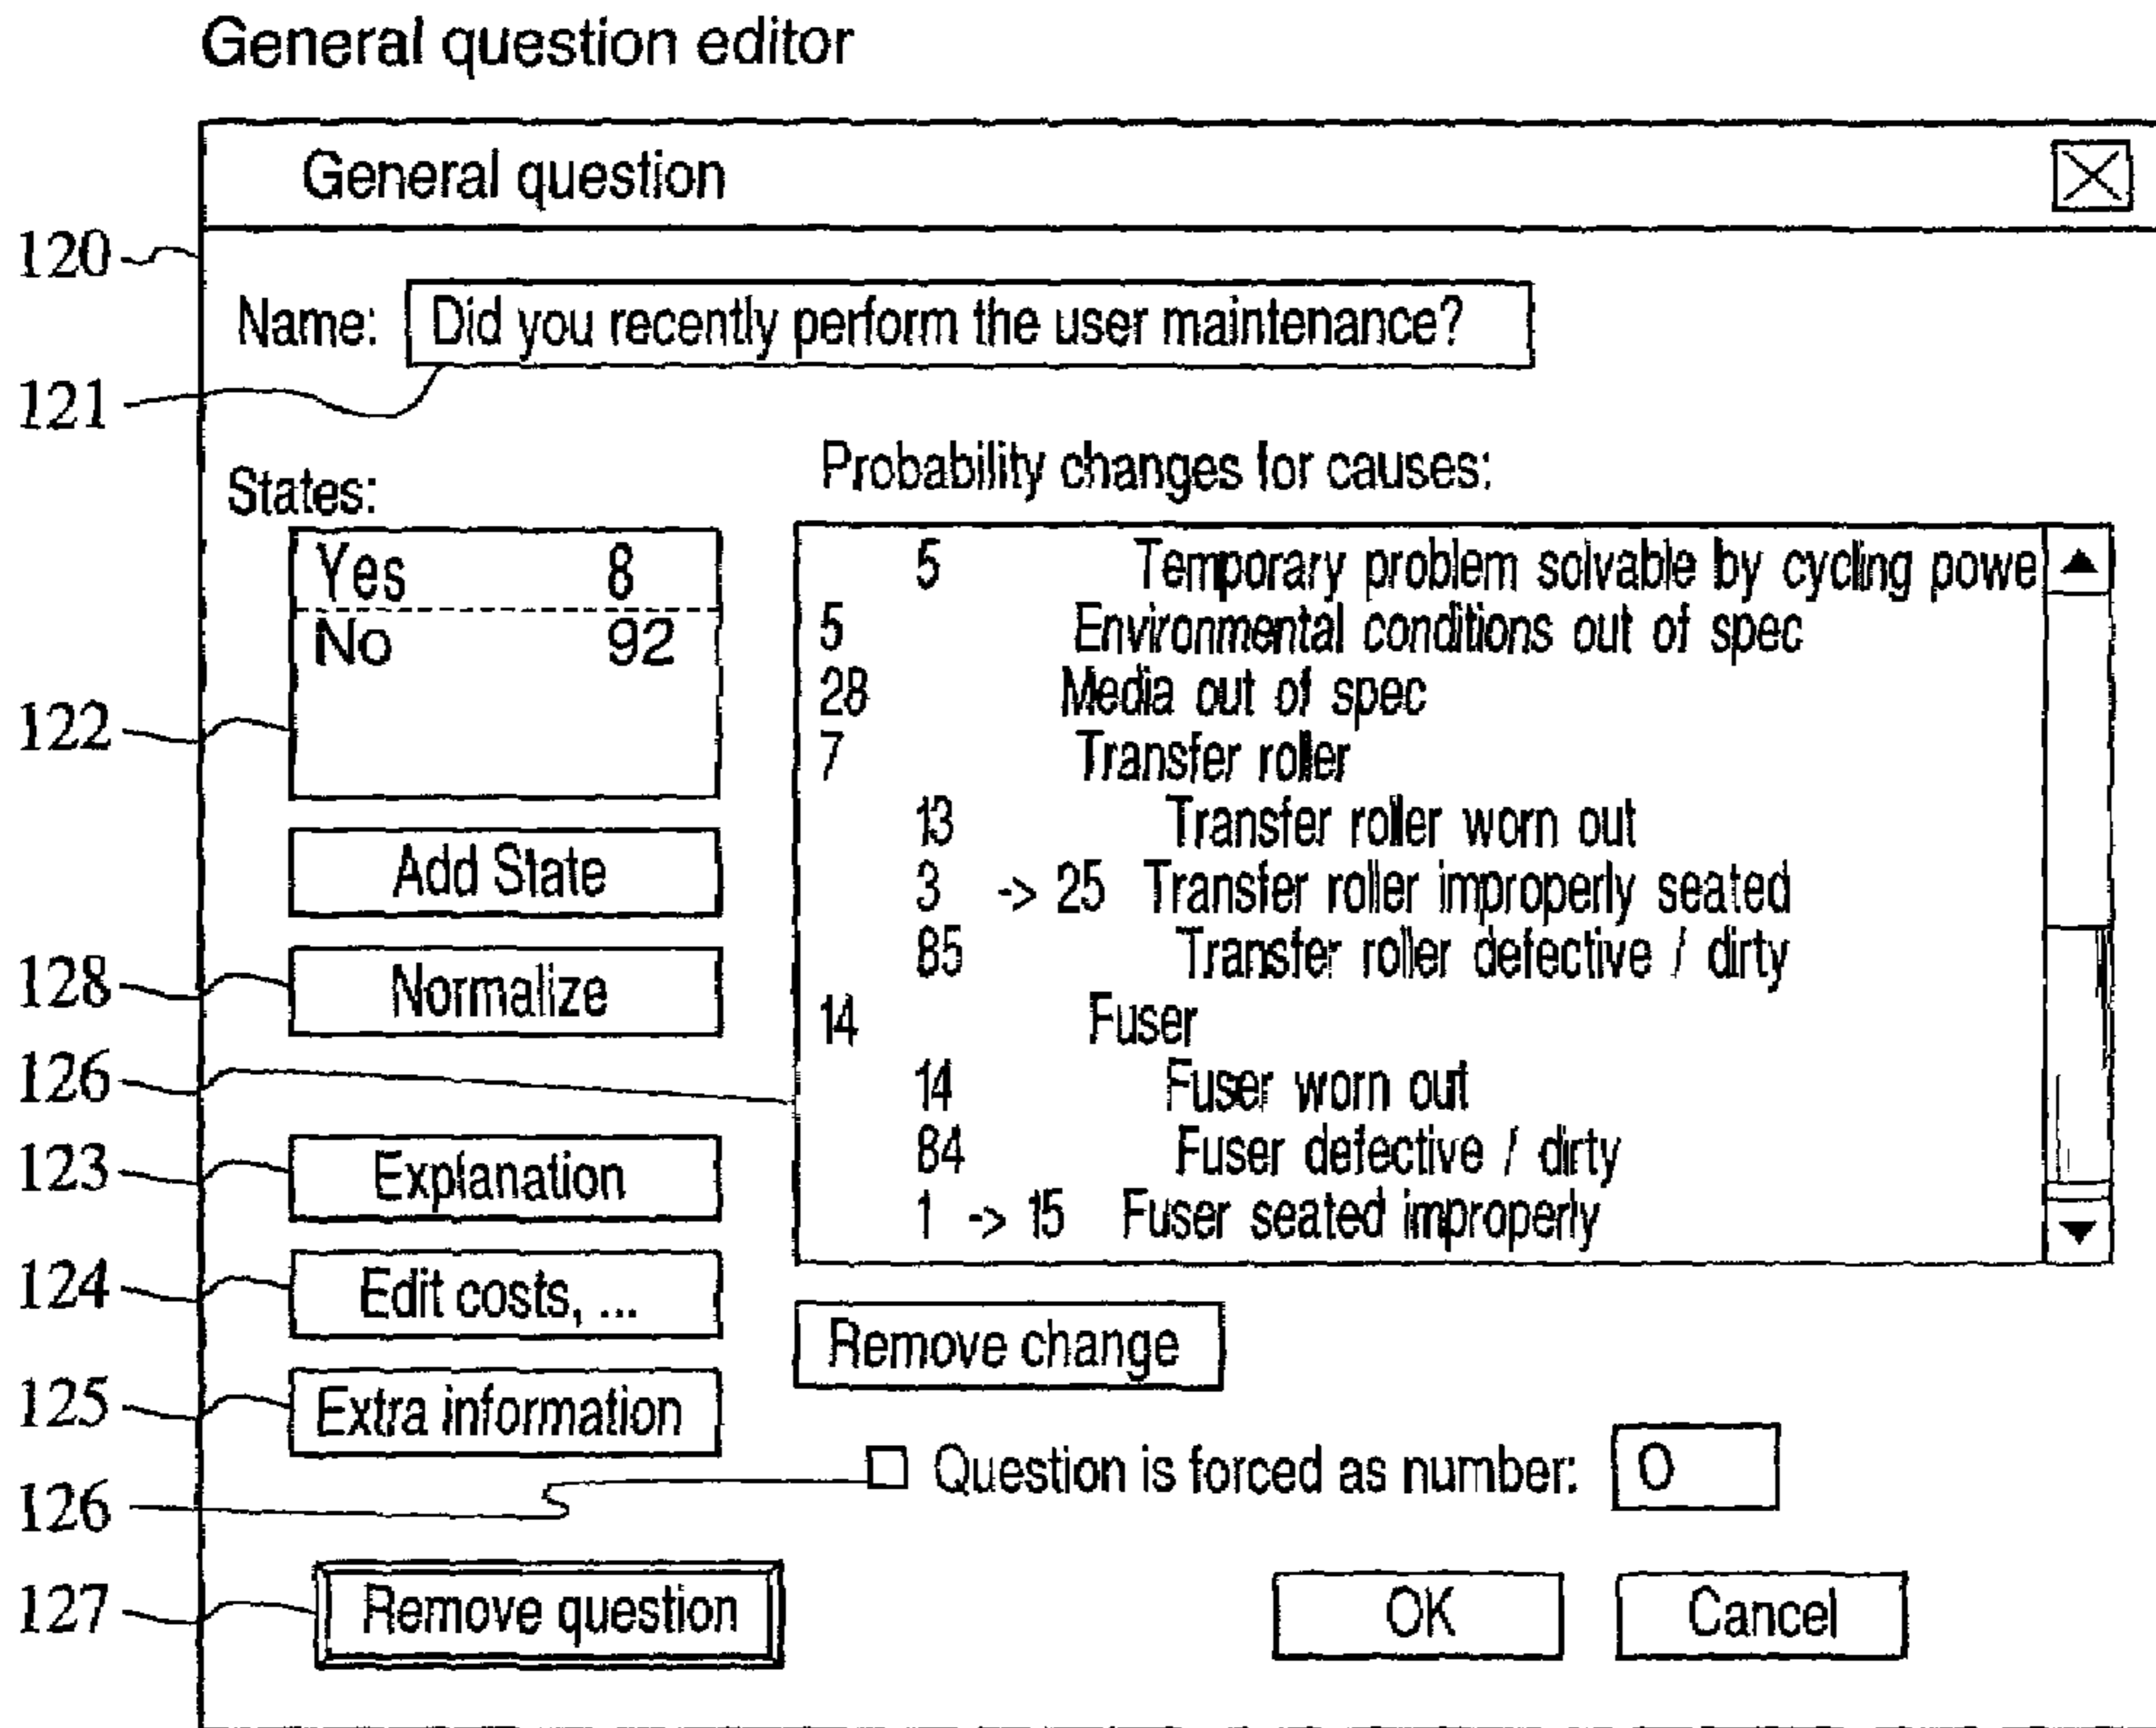 General question editor
General question
120
Name: Did you recently perform the user maintenance?
121
Probability changes for causes:
States:
Yes 8
No 92
5 Temporary problem solvable by cycling powe
5 Environmental conditions out of spec
28 Media out of spec
7 Transfer roller
13 Transfer roller worn out
3 -> 25 Transfer roller improperly seated
85 Transfer roller defective / dirty
14 Fuser
14 Fuser worn out
84 Fuser defective / dirty
1 -> 15 Fuser seated improperly
122
Add State
128 Normalize
126
123 Explanation
124 Edit costs, ...
Remove change
125 Extra information
126 Question is forced as number: 0
127 Remove question OK Cancel